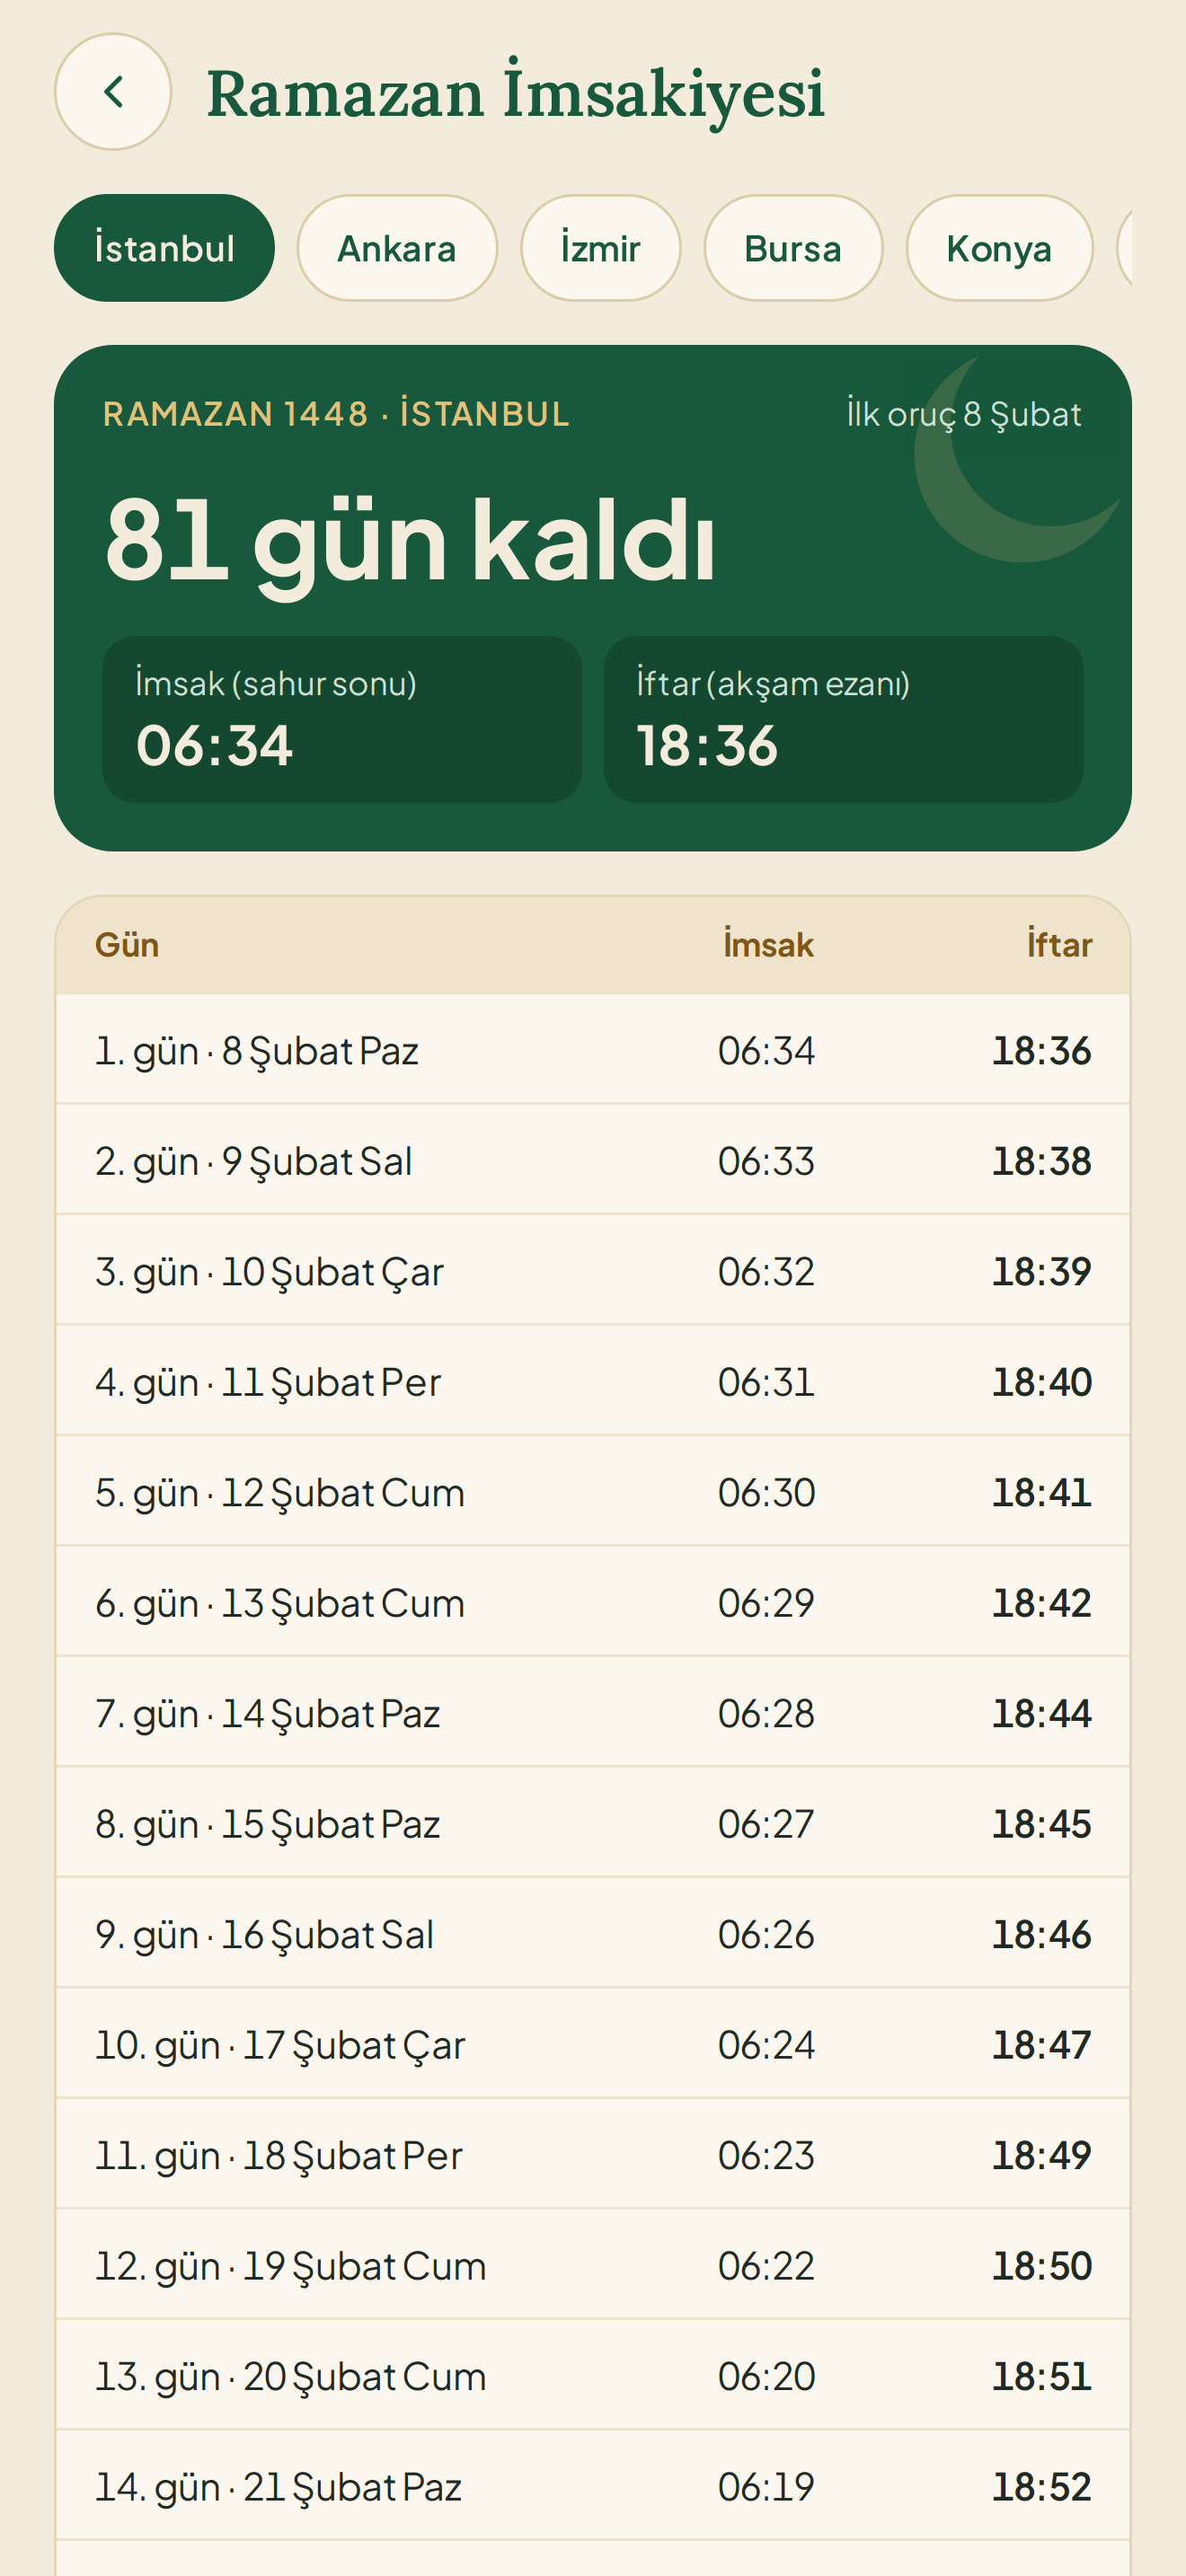 Ramazan İmsakiyesi
İstanbul Ankara İzmir Bursa Konya
RAMAZAN 1448 · İSTANBUL İlk oruç 8 Şubat
81 gün kaldı
İmsak (sahur sonu) İftar (akşam ezanı)
06:34 18:36
Gün İmsak İftar
1. gün · 8 Şubat Paz 06:34 18:36
2. gün · 9 Şubat Sal 06:33 18:38
3. gün · 10 Şubat Çar 06:32 18:39
4. gün · 11 Şubat Per 06:31 18:40
5. gün · 12 Şubat Cum 06:30 18:41
6. gün · 13 Şubat Cum 06:29 18:42
7. gün · 14 Şubat Paz 06:28 18:44
8. gün · 15 Şubat Paz 06:27 18:45
9. gün · 16 Şubat Sal 06:26 18:46
10. gün · 17 Şubat Çar 06:24 18:47
11. gün · 18 Şubat Per 06:23 18:49
12. gün · 19 Şubat Cum 06:22 18:50
13. gün · 20 Şubat Cum 06:20 18:51
14. gün · 21 Şubat Paz 06:19 18:52